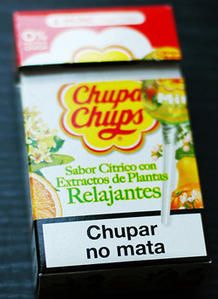 0%
Chupa
Chups
Sabor Cítrico con
Extractos de Plantas
Relajantes
Chupar
no mata